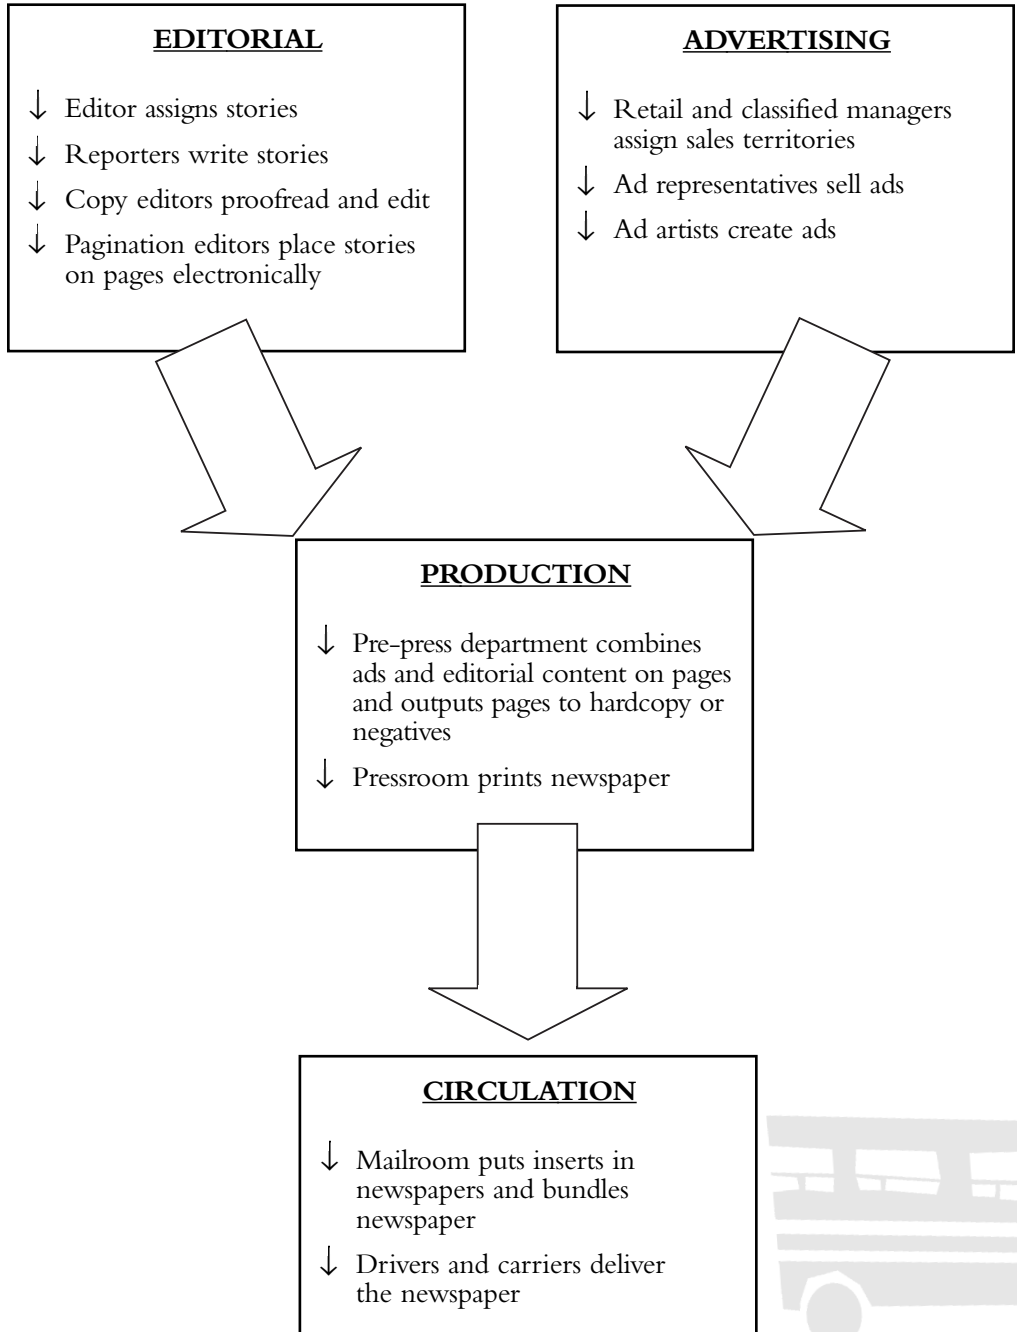 EDITORIAL
↓ Editor assigns stories
↓ Reporters write stories
↓ Copy editors proofread and edit
↓ Pagination editors place stories
on pages electronically
ADVERTISING
↓ Retail and classified managers
assign sales territories
↓ Ad representatives sell ads
↓ Ad artists create ads
PRODUCTION
↓ Pre-press department combines
ads and editorial content on pages
and outputs pages to hardcopy or
negatives
↓ Pressroom prints newspaper
CIRCULATION
↓ Mailroom puts inserts in
newspapers and bundles
newspaper
↓ Drivers and carriers deliver
the newspaper